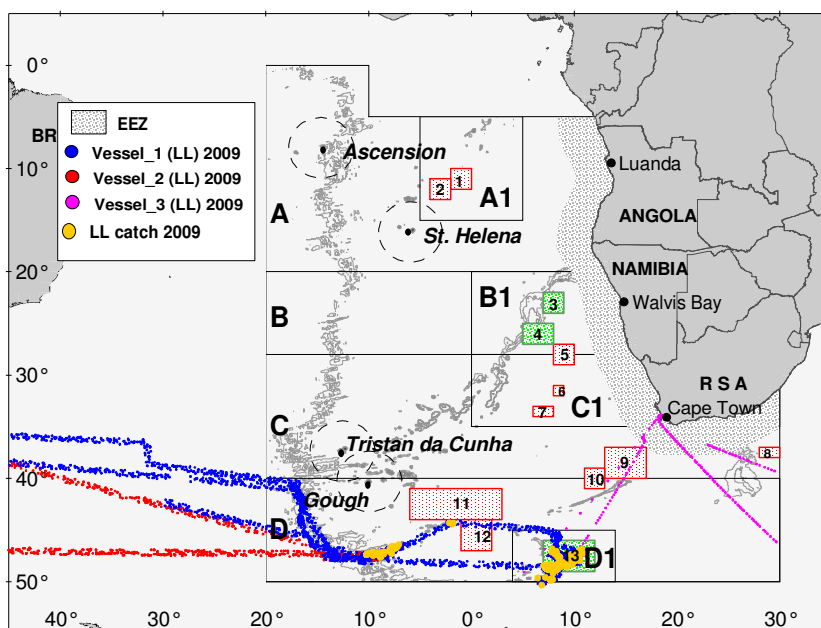 0°
10°
20°
30°
40°
50°
BR
EEZ
Vessel_1 (LL) 2009
Vessel_2 (LL) 2009
Vessel_3 (LL) 2009
LL catch 2009
Ascension
1
2
A1
A
St. Helena
Luanda
ANGOLA
NAMIBIA
B1
3
Walvis Bay
B
4
5
R S A
6
7
C1
Cape Town
C
Tristan da Cunha
8
9
10
Gough
11
D
12
13
D1
40° 30° 20° 10° 0° 10° 20° 30°